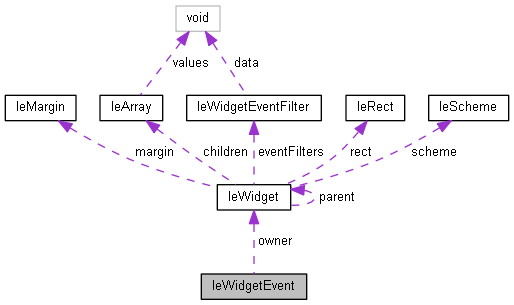 void
values
data
leMargin
leArray
leWidgetEventFilter
leRect
leScheme
margin
children
eventFilters
rect
scheme
leWidget
parent
owner
leWidgetEvent